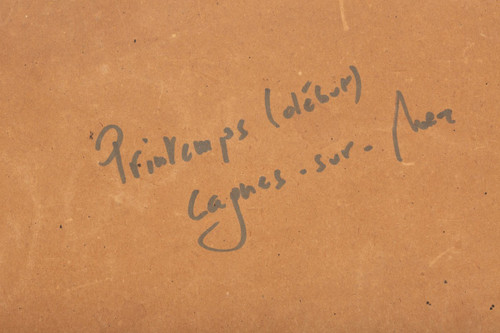 Printemps (début)
Cagnes-sur-Mer